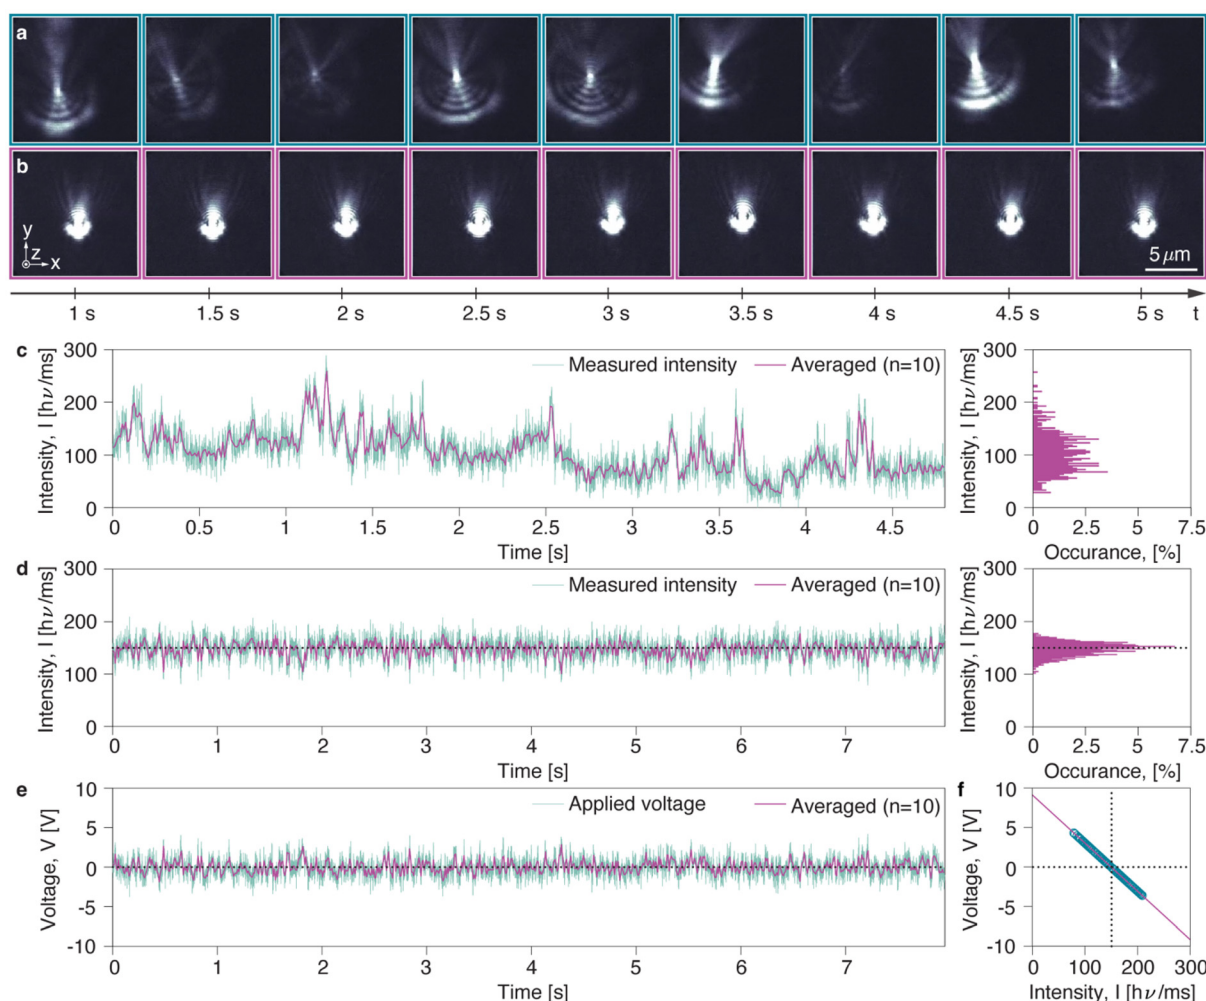 a
b
y
z
x
5 μm
1 s 1.5 s 2 s 2.5 s 3 s 3.5 s 4 s 4.5 s 5 s t
c
Intensity, I [hν/ms]
300
200
100
0
Measured intensity Averaged (n=10)
0 0.5 1 1.5 2 2.5 3 3.5 4 4.5
Time [s]
Intensity, I [hν/ms]
300
200
100
0
0 2.5 5 7.5
Occurance, [%]
d
Intensity, I [hν/ms]
300
200
100
0
Measured intensity Averaged (n=10)
0 1 2 3 4 5 6 7
Time [s]
Intensity, I [hν/ms]
300
200
100
0
0 2.5 5 7.5
Occurance, [%]
e
Voltage, V [V]
10
5
0
-5
-10
Applied voltage Averaged (n=10)
0 1 2 3 4 5 6 7
Time [s]
f
Voltage, V [V]
10
5
0
-5
-10
0 100 200 300
Intensity, I [hν/ms]